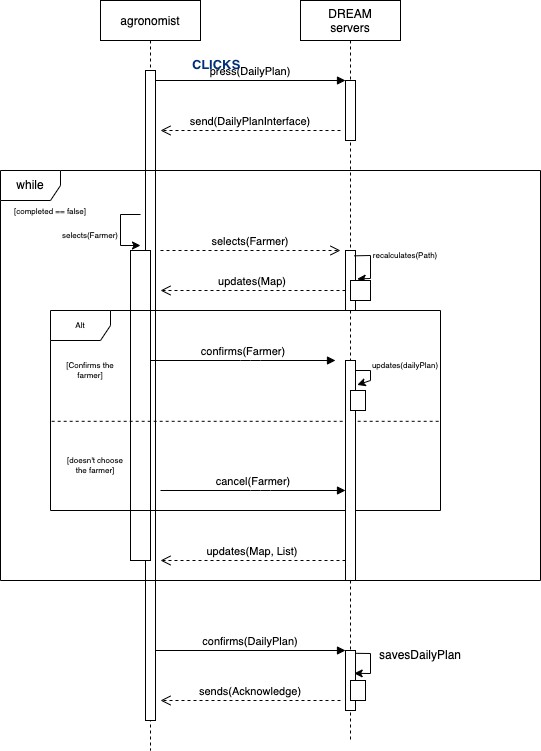 agronomist
DREAM
servers
CLICKS
press(DailyPlan)
send(DailyPlanInterface)
while
[completed == false]
selects(Farmer)
selects(Farmer)
recalculates(Path)
updates(Map)
Alt
confirms(Farmer)
[Confirms the
farmer]
updates(dailyPlan)
[doesn't choose
the farmer]
cancel(Farmer)
updates(Map, List)
confirms(DailyPlan)
savesDailyPlan
sends(Acknowledge)